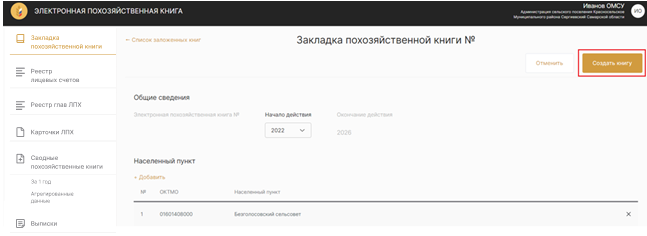 ЭЛЕКТРОННАЯ ПОХОЗЯЙСТВЕННАЯ КНИГА
Иванов ОМСУ
Администрация сельского поселения Красносельское
Муниципального района Сергиевский Самарской области
ИО
Закладка
похозяйственной книги
Реестр
лицевых счетов
Реестр глав ЛПХ
Карточки ЛПХ
Сводные
похозяйственные книги
За 1 год
Агрегированные
данные
Выписки
← Список заложенных книг
Закладка похозяйственной книги №
Отменить
Создать книгу
Общие сведения
Электронная похозяйственная книга № Начало действия Окончание действия
2022 2026
Населенный пункт
+ Добавить
№ ОКТМО Населенный пункт
1 01601408000 Безголосовский сельсовет ×